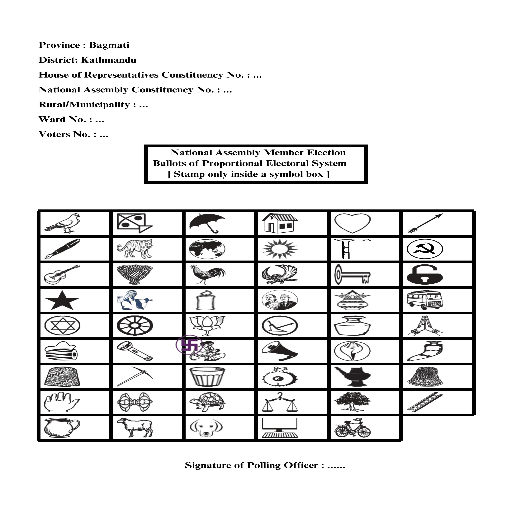 Province : Bagmati
District: Kathmandu
House of Representatives Constituency No. : ...
National Assembly Constituency No. : ...
Rural/Municipality : ...
Ward No. : ...
Voters No. : ...
National Assembly Member Election
Ballots of Proportional Electoral System
[ Stamp only inside a symbol box ]
Signature of Polling Officer : ......